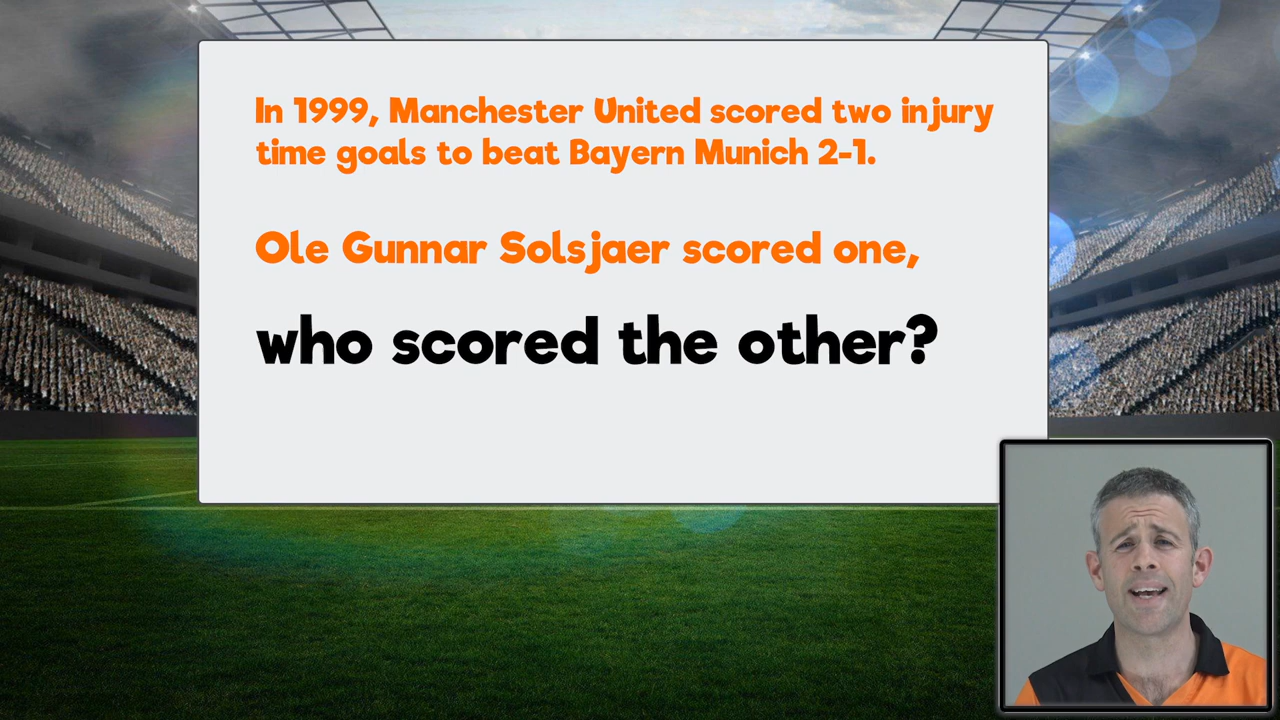 In 1999, Manchester United scored two injury
time goals to beat Bayern Munich 2-1.
Ole Gunnar Solsjaer scored one,
who scored the other?